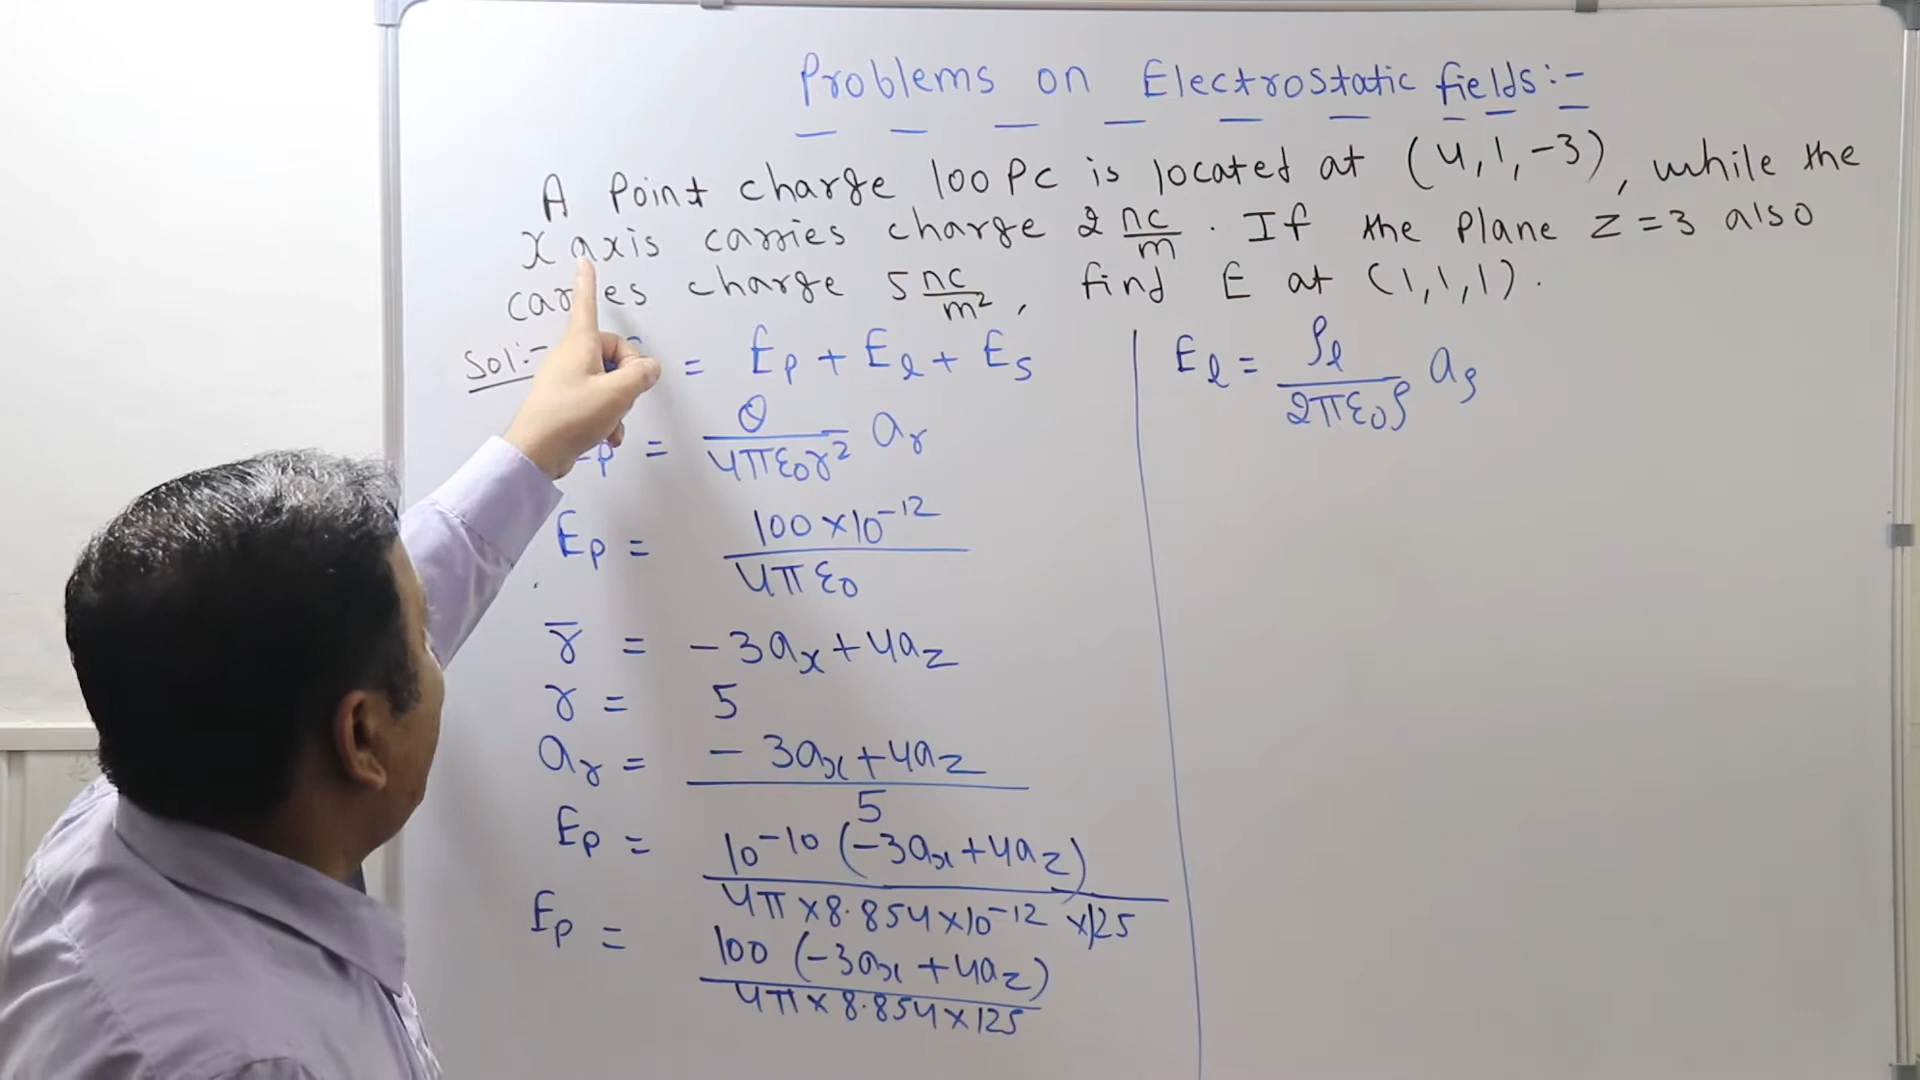 Problems on Electrostatic fields:-
A Point charge 100 PC is located at (4,1,-3), while the
X axis carries charge 2 nc/m . If the Plane Z=3 also
carries charge 5 nc/m², find E at (1,1,1).
Sol:- = Ep + El + Es
= Q/4πε0r² ar
Ep = 100×10^-12/4πε0
r̄ = -3ax+4az
r = 5
ar = -3ax+4az/5
Ep = 10^-10 (-3ax+4az)/4π×8.854×10^-12 ×125
Ep = 100 (-3ax+4az)/4π×8.854×125
El = ρl/2πε0ρ aρ